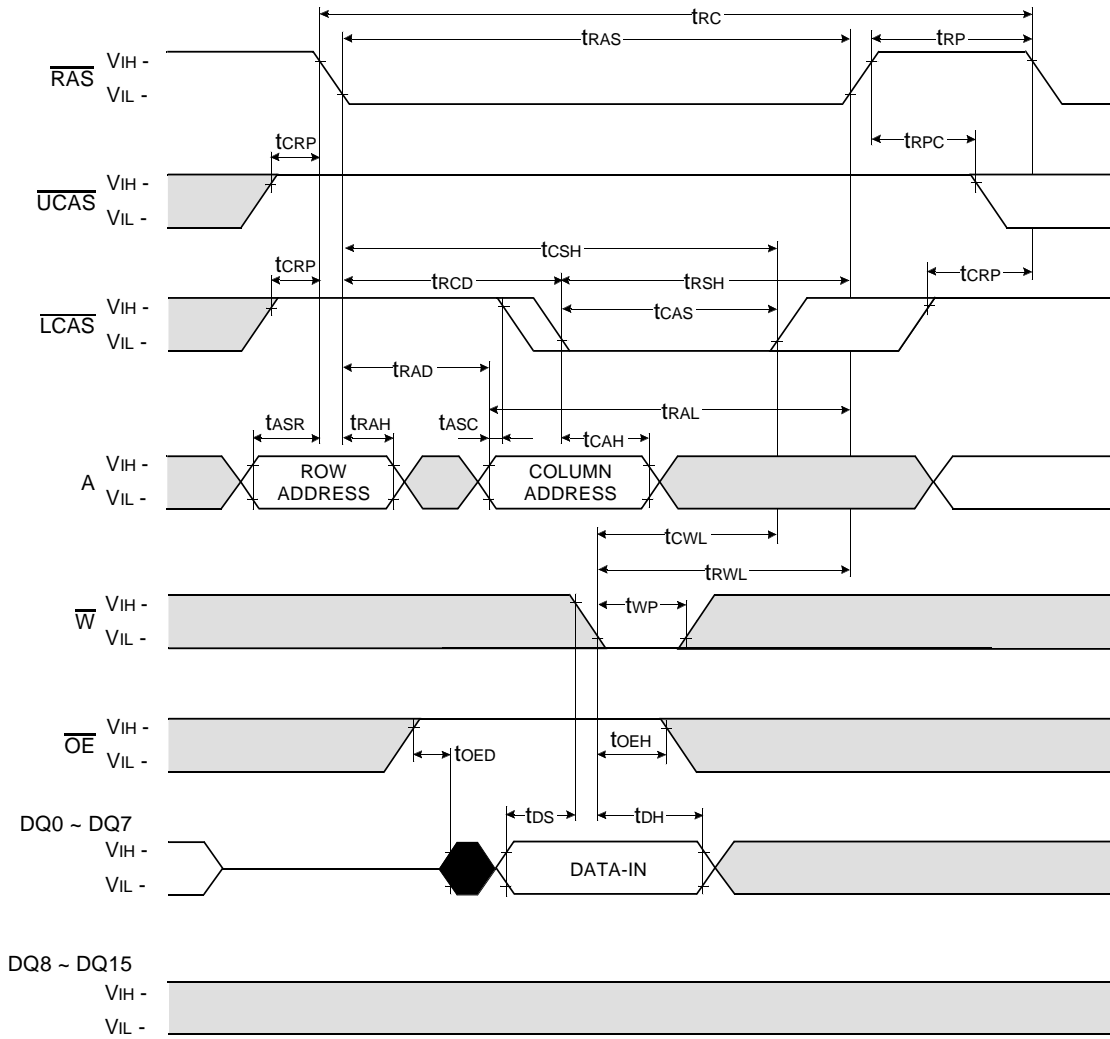 tRC
tRAS
tRP
RAS
VIH -
VIL -
tCRP
tRPC
UCAS
VIH -
VIL -
tCSH
tCRP
tRCD
tRSH
tCRP
LCAS
VIH -
VIL -
tCAS
tRAD
tRAL
tASR
tRAH
tASC
tCAH
A
VIH -
VIL -
ROW
ADDRESS
COLUMN
ADDRESS
tCWL
tRWL
W
VIH -
VIL -
tWP
OE
VIH -
VIL -
tOED
tOEH
tDS
tDH
DQ0 ~ DQ7
VIH -
VIL -
DATA-IN
DQ8 ~ DQ15
VIH -
VIL -